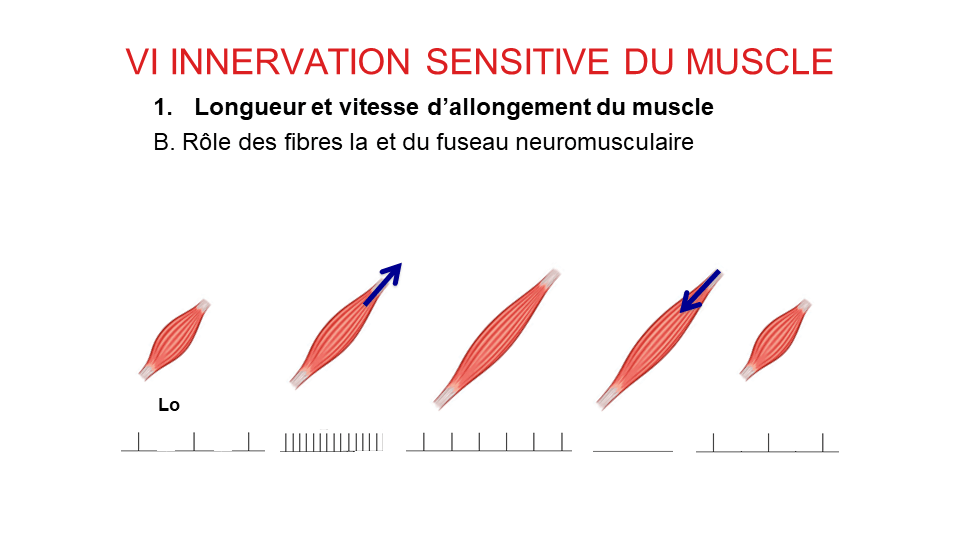 VI INNERVATION SENSITIVE DU MUSCLE
1. Longueur et vitesse d’allongement du muscle
B. Rôle des fibres Ia et du fuseau neuromusculaire
Lo